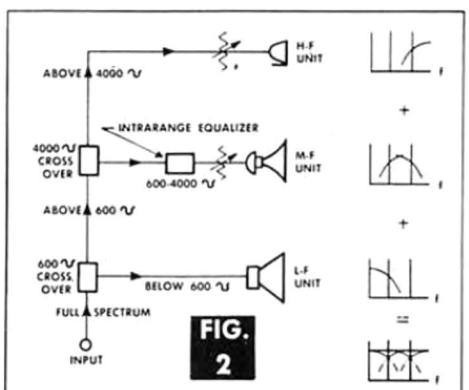 H-F
UNIT
ABOVE 4000 ∿
f
+
INTRARANGE EQUALIZER
4000 ∿
CROSS
OVER
M-F
UNIT
600-4000 ∿
f
ABOVE 600 ∿
+
600 ∿
CROSS.
OVER
L-F
UNIT
BELOW 600 ∿
f
FULL SPECTRUM
=
FIG.
2
INPUT
f